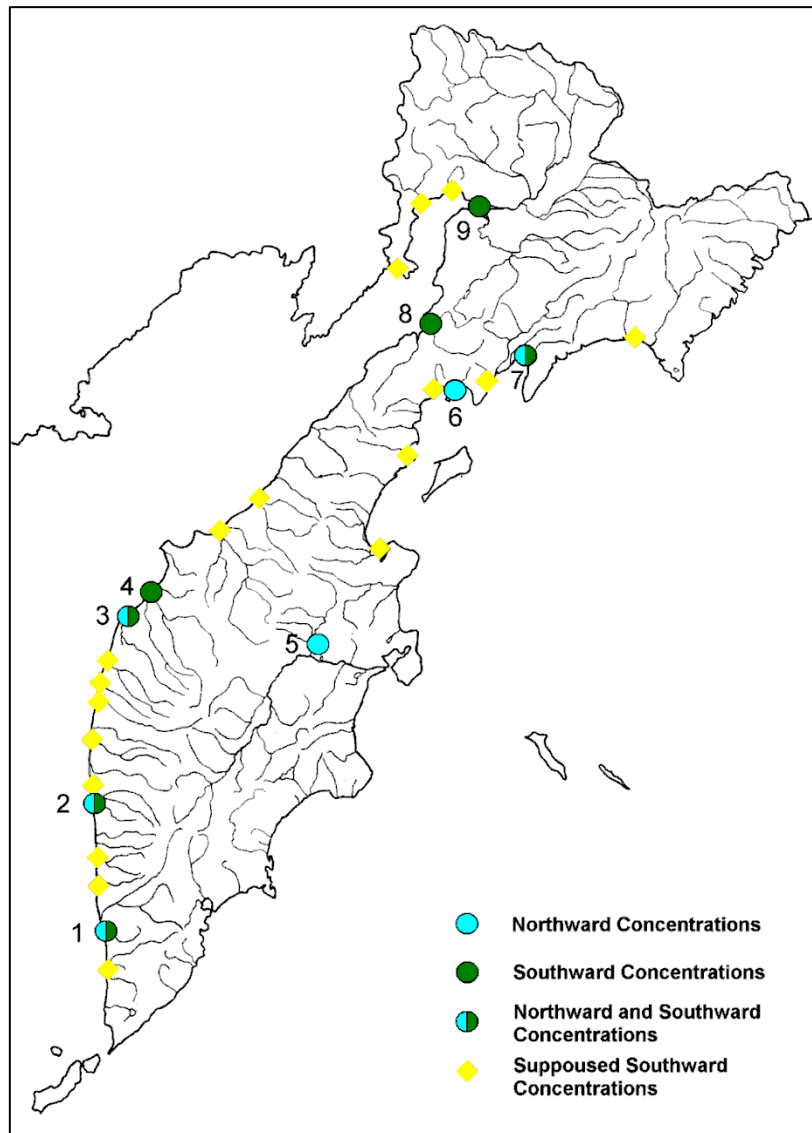 9
8
7
6
4
3
5
2
1
Northward Concentrations
Southward Concentrations
Northward and Southward
Concentrations
Suppoused Southward
Concentrations